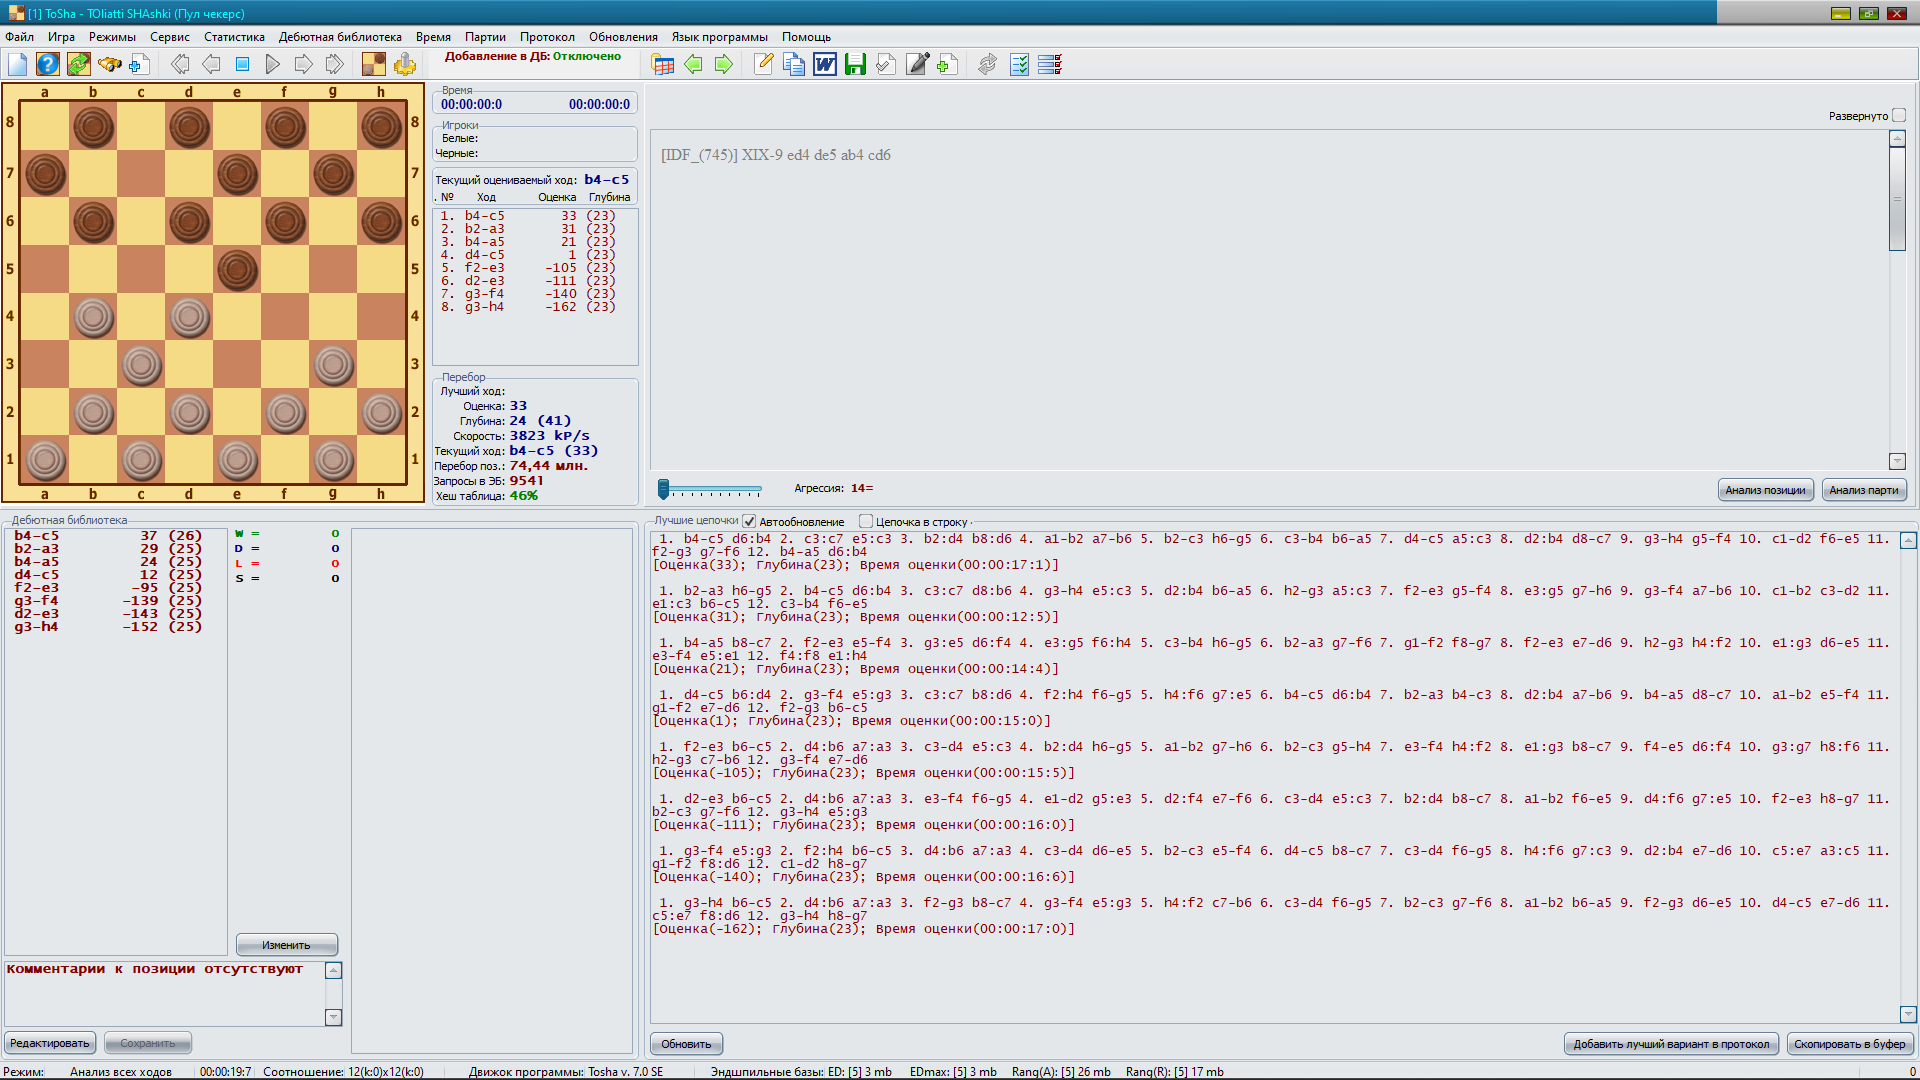 [1] ToSha - TOliatti SHAshki (Пул чекерс)
Файл Игра Режимы Сервис Статистика Дебютная библиотека Время Партии Протокол Обновления Язык программы Помощь
Добавление в ДБ: Отключено
a b c d e f g h
8 8
7 7
6 6
5 5
4 4
3 3
2 2
1 1
a b c d e f g h
Время
00:00:00:0 00:00:00:0
Игроки
Белые:
Черные:
Текущий оцениваемый ход: b4-c5
. № Ход Оценка Глубина
1. b4-c5 33 (23)
2. b2-a3 31 (23)
3. b4-a5 21 (23)
4. d4-c5 1 (23)
5. f2-e3 -105 (23)
6. d2-e3 -111 (23)
7. g3-f4 -140 (23)
8. g3-h4 -162 (23)
Перебор
Лучший ход:
Оценка: 33
Глубина: 24 (41)
Скорость: 3823 kP/s
Текущий ход: b4-c5 (33)
Перебор поз.: 74,44 млн.
Запросы в ЭБ: 9541
Хеш таблица: 46%
Развернуто
[IDF_(745)] XIX-9 ed4 de5 ab4 cd6
Агрессия: 14=
Анализ позиции
Анализ парти
Дебютная библиотека
b4-c5 37 (26)
b2-a3 29 (25)
b4-a5 24 (25)
d4-c5 12 (25)
f2-e3 -95 (25)
g3-f4 -139 (25)
d2-e3 -143 (25)
g3-h4 -152 (25)
W = 0
D = 0
L = 0
S = 0
Изменить
Комментарии к позиции отсутствуют
Редактировать
Сохранить
Лучшие цепочки Автообновление Цепочка в строку
1. b4-c5 d6:b4 2. c3:c7 e5:c3 3. b2:d4 b8:d6 4. a1-b2 a7-b6 5. b2-c3 h6-g5 6. c3-b4 b6-a5 7. d4-c5 a5:c3 8. d2:b4 d8-c7 9. g3-h4 g5-f4 10. c1-d2 f6-e5 11.
f2-g3 g7-f6 12. b4-a5 d6:b4
[Оценка(33); Глубина(23); Время оценки(00:00:17:1)]
1. b2-a3 h6-g5 2. b4-c5 d6:b4 3. c3:c7 d8:b6 4. g3-h4 e5:c3 5. d2:b4 b6-a5 6. h2-g3 a5:c3 7. f2-e3 g5-f4 8. e3:g5 g7-h6 9. g3-f4 a7-b6 10. c1-b2 c3-d2 11.
e1:c3 b6-c5 12. c3-b4 f6-e5
[Оценка(31); Глубина(23); Время оценки(00:00:12:5)]
1. b4-a5 b8-c7 2. f2-e3 e5-f4 3. g3:e5 d6:f4 4. e3:g5 f6:h4 5. c3-b4 h6-g5 6. b2-a3 g7-f6 7. g1-f2 f8-g7 8. f2-e3 e7-d6 9. h2-g3 h4:f2 10. e1:g3 d6-e5 11.
e3-f4 e5:e1 12. f4:f8 e1:h4
[Оценка(21); Глубина(23); Время оценки(00:00:14:4)]
1. d4-c5 b6:d4 2. g3-f4 e5:g3 3. c3:c7 b8:d6 4. f2:h4 f6-g5 5. h4:f6 g7:e5 6. b4-c5 d6:b4 7. b2-a3 b4-c3 8. d2:b4 a7-b6 9. b4-a5 d8-c7 10. a1-b2 e5-f4 11.
g1-f2 e7-d6 12. f2-g3 b6-c5
[Оценка(1); Глубина(23); Время оценки(00:00:15:0)]
1. f2-e3 b6-c5 2. d4:b6 a7:a3 3. c3-d4 e5:c3 4. b2:d4 h6-g5 5. a1-b2 g7-h6 6. b2-c3 g5-h4 7. e3-f4 h4:f2 8. e1:g3 b8-c7 9. f4-e5 d6:f4 10. g3:g7 h8:f6 11.
h2-g3 c7-b6 12. g3-f4 e7-d6
[Оценка(-105); Глубина(23); Время оценки(00:00:15:5)]
1. d2-e3 b6-c5 2. d4:b6 a7:a3 3. e3-f4 f6-g5 4. e1-d2 g5:e3 5. d2:f4 e7-f6 6. c3-d4 e5:c3 7. b2:d4 b8-c7 8. a1-b2 f6-e5 9. d4:f6 g7:e5 10. f2-e3 h8-g7 11.
b2-c3 g7-f6 12. g3-h4 e5:g3
[Оценка(-111); Глубина(23); Время оценки(00:00:16:0)]
1. g3-f4 e5:g3 2. f2:h4 b6-c5 3. d4:b6 a7:a3 4. c3-d4 d6-e5 5. b2-c3 e5-f4 6. d4-c5 b8-c7 7. c3-d4 f6-g5 8. h4:f6 g7:c3 9. d2:b4 e7-d6 10. c5:e7 a3:c5 11.
g1-f2 f8:d6 12. c1-d2 h8-g7
[Оценка(-140); Глубина(23); Время оценки(00:00:16:6)]
1. g3-h4 b6-c5 2. d4:b6 a7:a3 3. f2-g3 b8-c7 4. g3-f4 e5:g3 5. h4:f2 c7-b6 6. c3-d4 f6-g5 7. b2-c3 g7-f6 8. a1-b2 b6-a5 9. f2-g3 d6-e5 10. d4-c5 e7-d6 11.
c5:e7 f8:d6 12. g3-h4 h8-g7
[Оценка(-162); Глубина(23); Время оценки(00:00:17:0)]
Обновить
Добавить лучший вариант в протокол
Скопировать в буфер
Режим: Анализ всех ходов 00:00:19:7 Соотношение: 12(k:0)x12(k:0) Движок программы: Tosha v. 7.0 SE Эндшпильные базы: ED: [5] 3 mb EDmax: [5] 3 mb Rang(A): [5] 26 mb Rang(R): [5] 17 mb 0